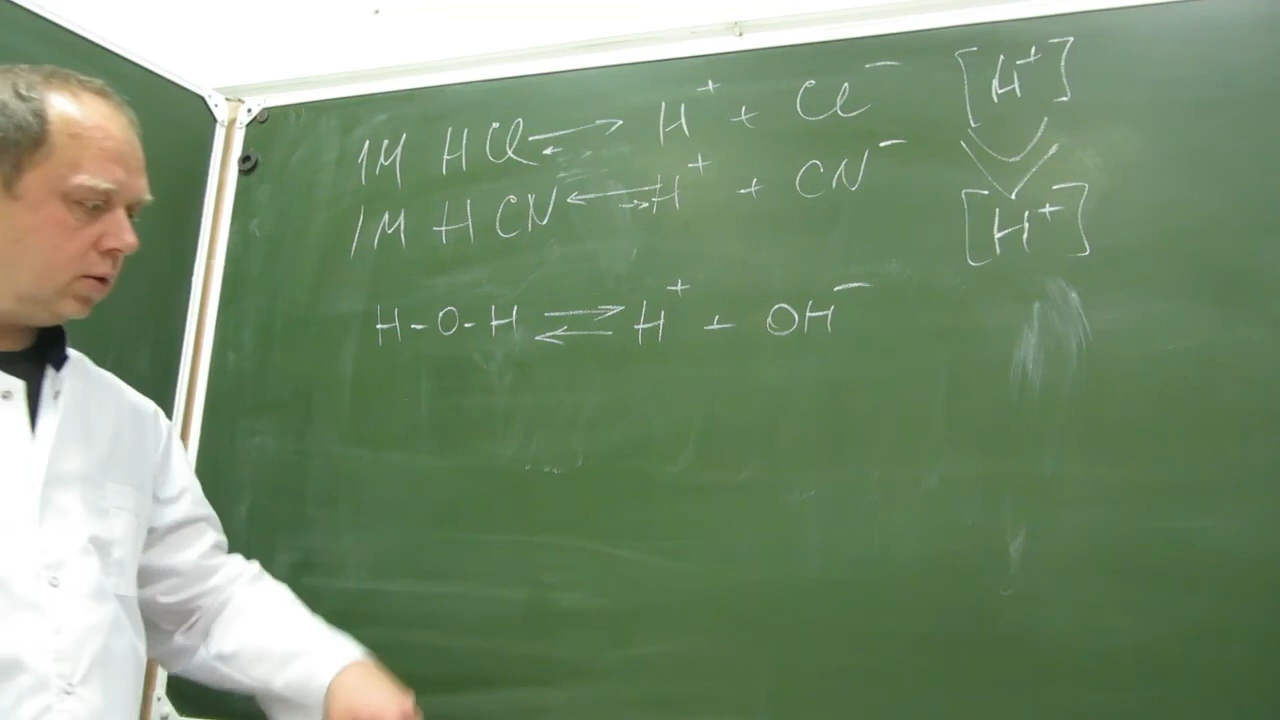 1M HCl ⇄ H⁺ + Cl⁻ [H⁺]
1M HCN ⇄ H⁺ + CN⁻ [H⁺]
H-O-H ⇄ H⁺ + OH⁻